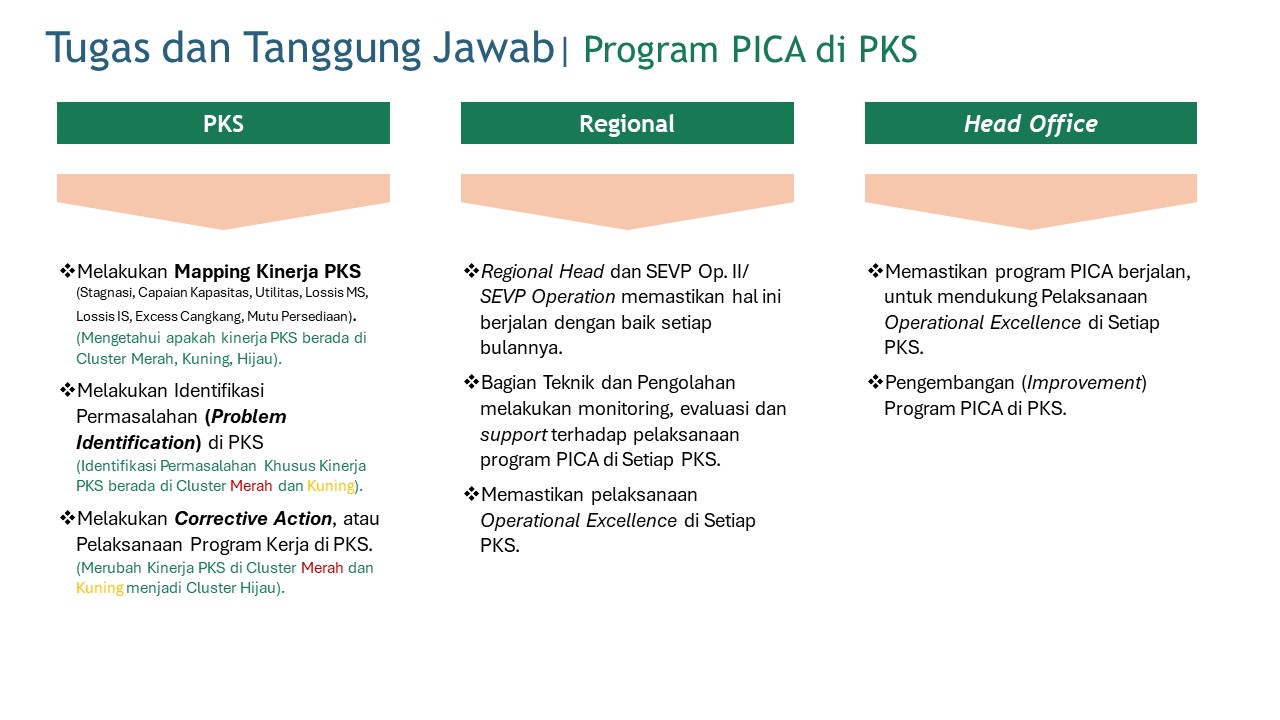 Tugas dan Tanggung Jawab| Program PICA di PKS
PKS
❖Melakukan Mapping Kinerja PKS
(Stagnasi, Capaian Kapasitas, Utilitas, Lossis MS,
Lossis IS, Excess Cangkang, Mutu Persediaan).
(Mengetahui apakah kinerja PKS berada di
Cluster Merah, Kuning, Hijau).
❖Melakukan Identifikasi
Permasalahan (Problem
Identification) di PKS
(Identifikasi Permasalahan Khusus Kinerja
PKS berada di Cluster Merah dan Kuning).
❖Melakukan Corrective Action, atau
Pelaksanaan Program Kerja di PKS.
(Merubah Kinerja PKS di Cluster Merah dan
Kuning menjadi Cluster Hijau).
Regional
❖Regional Head dan SEVP Op. II/
SEVP Operation memastikan hal ini
berjalan dengan baik setiap
bulannya.
❖Bagian Teknik dan Pengolahan
melakukan monitoring, evaluasi dan
support terhadap pelaksanaan
program PICA di Setiap PKS.
❖Memastikan pelaksanaan
Operational Excellence di Setiap
PKS.
Head Office
❖Memastikan program PICA berjalan,
untuk mendukung Pelaksanaan
Operational Excellence di Setiap
PKS.
❖Pengembangan (Improvement)
Program PICA di PKS.